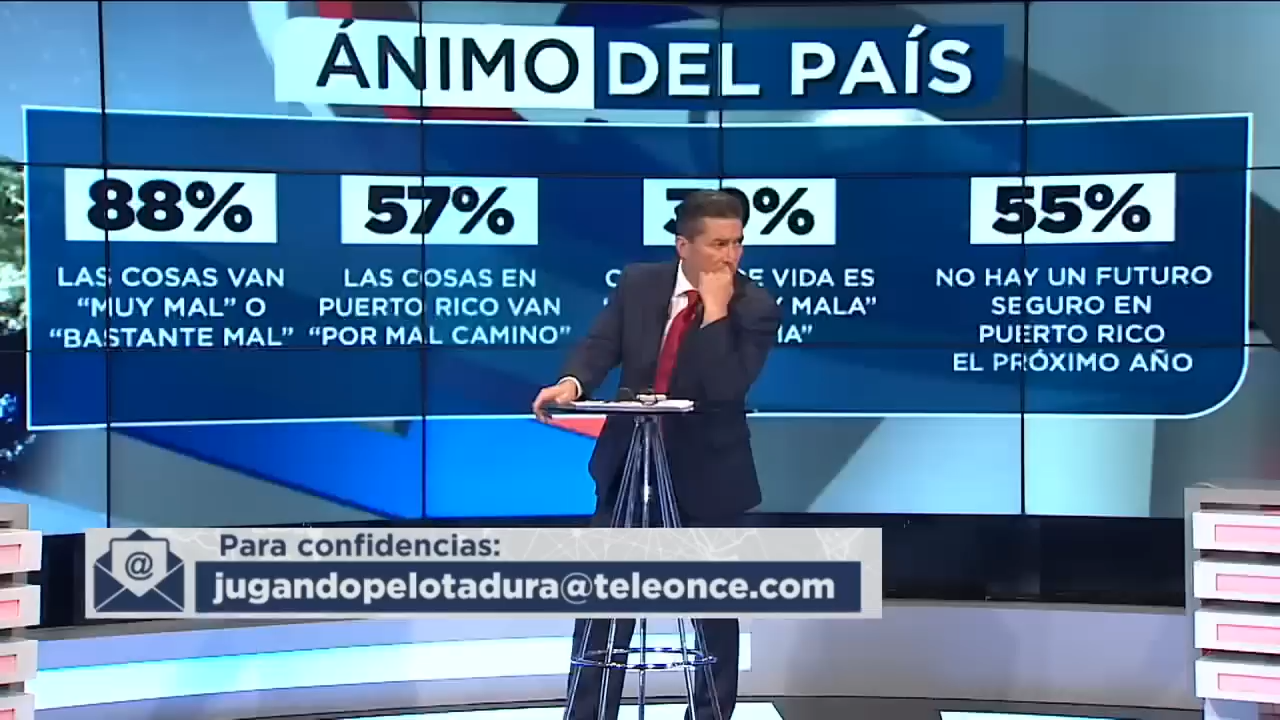 ÁNIMO DEL PAÍS
88%
LAS COSAS VAN
“MUY MAL” O
“BASTANTE MAL”
57%
LAS COSAS EN
PUERTO RICO VAN
“POR MAL CAMINO”
%
VIDA ES
MALA”
55%
NO HAY UN FUTURO
SEGURO EN
PUERTO RICO
EL PRÓXIMO AÑO
@
Para confidencias:
jugandopelotadura@teleonce.com